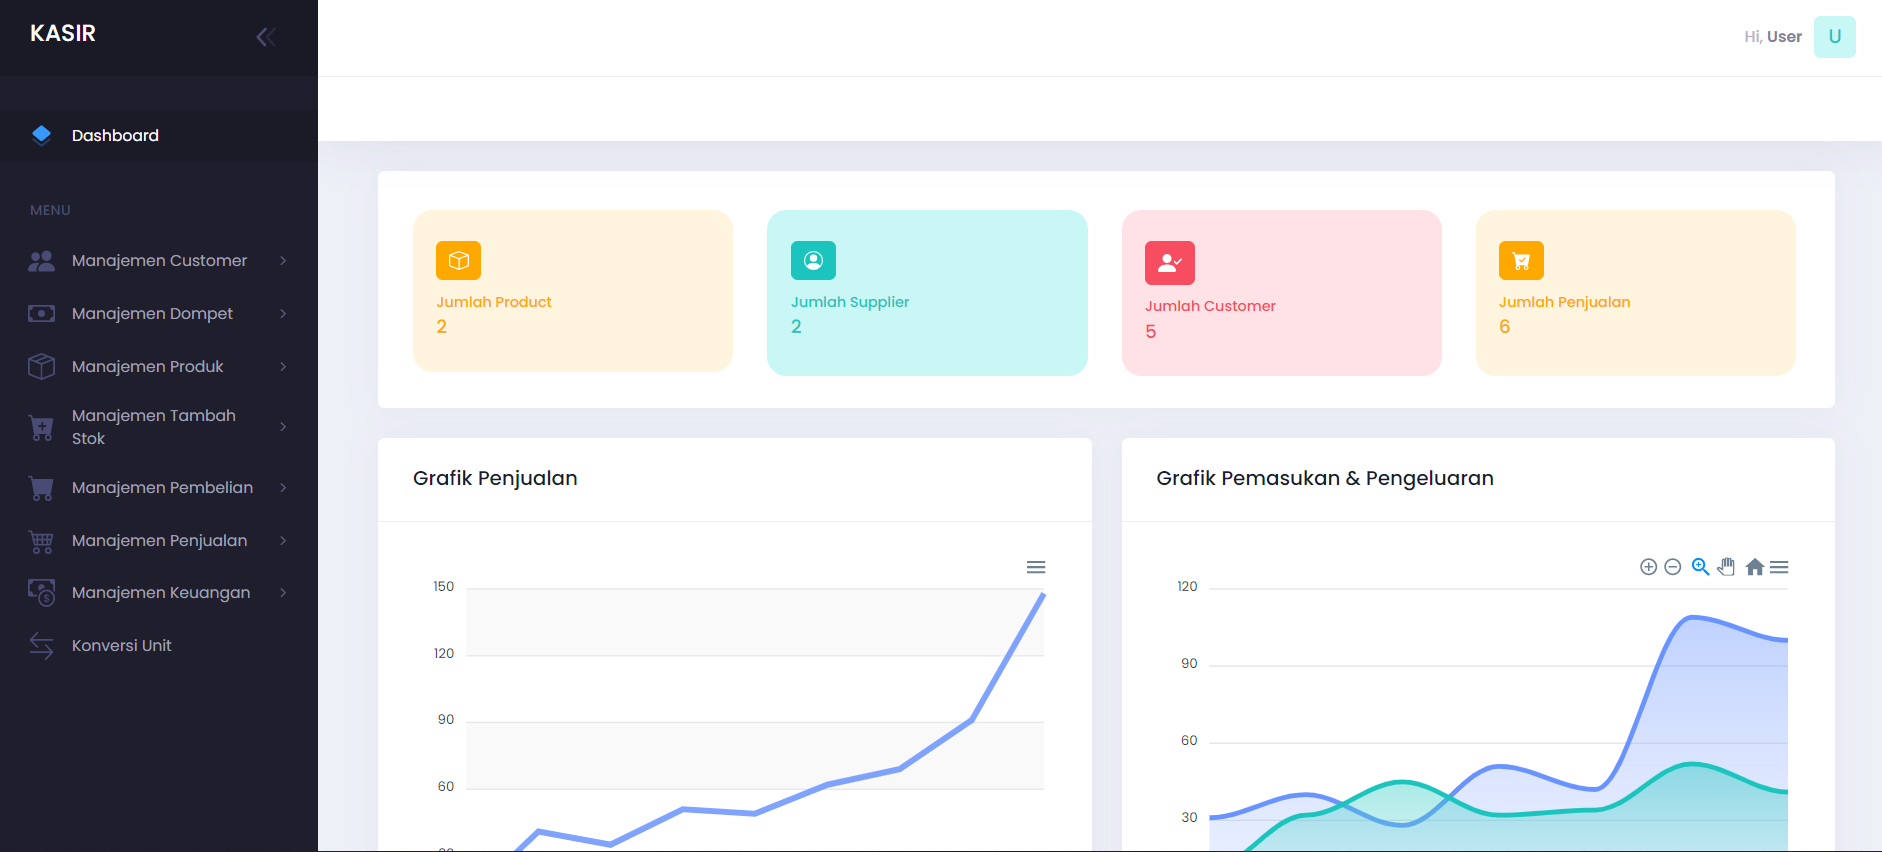 KASIR
Hi, User
U
Dashboard
MENU
Manajemen Customer
Manajemen Dompet
Manajemen Produk
Manajemen Tambah
Stok
Manajemen Pembelian
Manajemen Penjualan
Manajemen Keuangan
Konversi Unit
Jumlah Product
2
Jumlah Supplier
2
Jumlah Customer
5
Jumlah Penjualan
6
Grafik Penjualan
150
120
90
60
Grafik Pemasukan & Pengeluaran
120
90
60
30